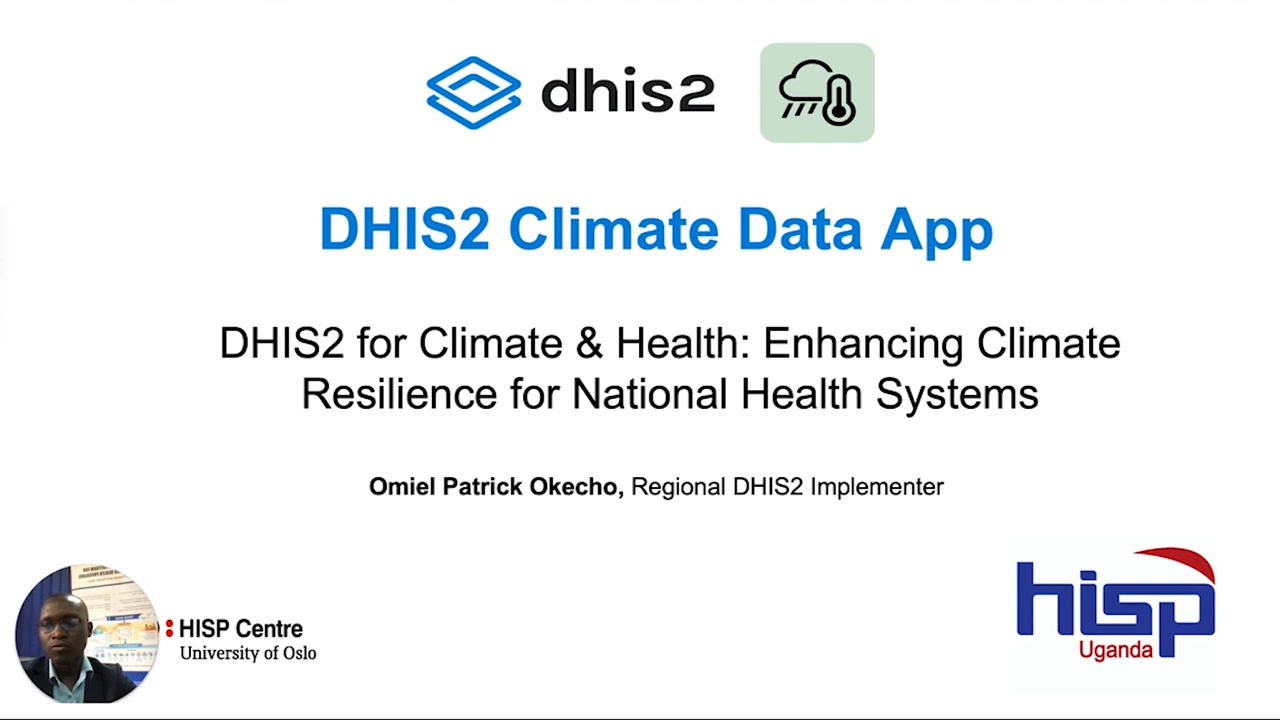 dhis2
DHIS2 Climate Data App
DHIS2 for Climate & Health: Enhancing Climate
Resilience for National Health Systems
Omiel Patrick Okecho, Regional DHIS2 Implementer
HISP Centre
University of Oslo
hisp
Uganda